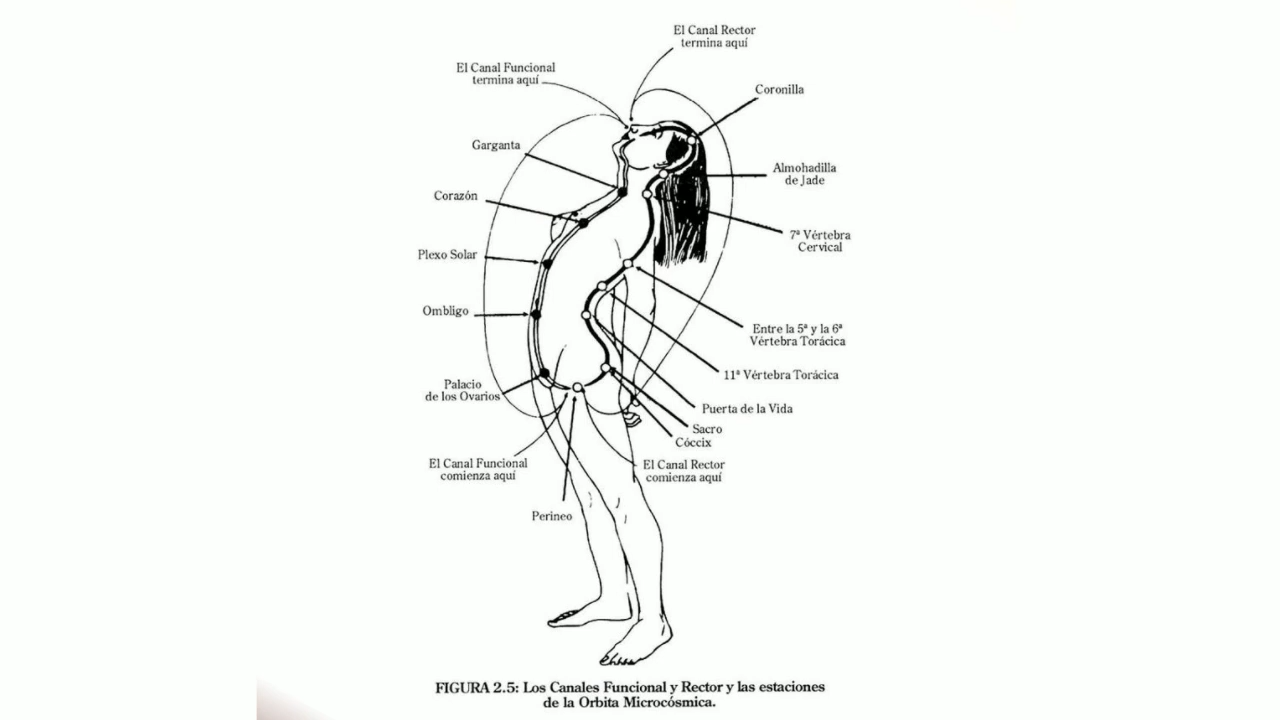 El Canal Rector
termina aquí
El Canal Funcional
termina aquí
Coronilla
Garganta
Almohadilla
de Jade
Corazón
7ª Vértebra
Cervical
Plexo Solar
Ombligo
Entre la 5ª y la 6ª
Vértebra Torácica
11ª Vértebra Torácica
Palacio
de los Ovarios
Puerta de la Vida
Sacro
Cóccix
El Canal Funcional
comienza aquí
El Canal Rector
comienza aquí
Perineo
FIGURA 2.5: Los Canales Funcional y Rector y las estaciones
de la Orbita Microcósmica.